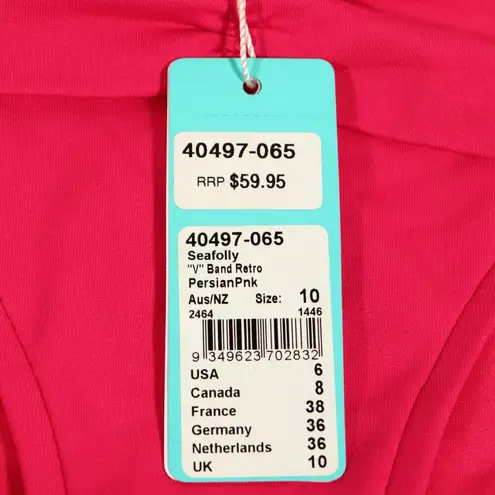 40497-065
RRP $59.95
40497-065
Seafolly
"V" Band Retro
PersianPnk
Aus/NZ Size: 10
2464 1446
9 349623 702832
USA 6
Canada 8
France 38
Germany 36
Netherlands 36
UK 10